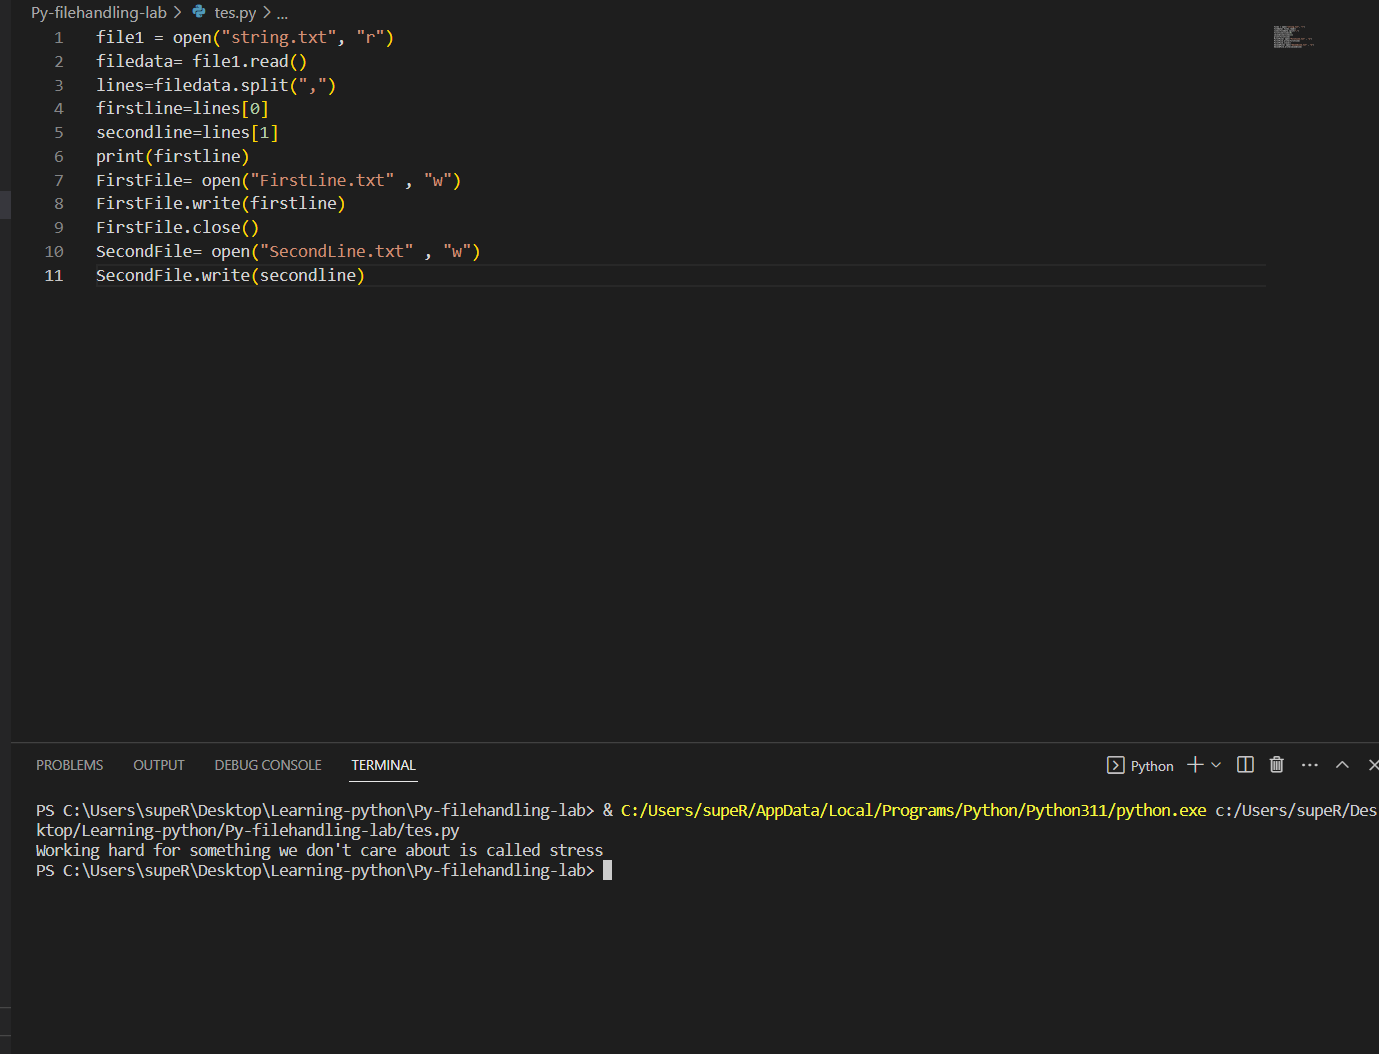 Py-filehandling-lab > tes.py > ...
1 file1 = open("string.txt", "r")
2 filedata= file1.read()
3 lines=filedata.split(",")
4 firstline=lines[0]
5 secondline=lines[1]
6 print(firstline)
7 FirstFile= open("FirstLine.txt" , "w")
8 FirstFile.write(firstline)
9 FirstFile.close()
10 SecondFile= open("SecondLine.txt" , "w")
11 SecondFile.write(secondline)
PROBLEMS OUTPUT DEBUG CONSOLE TERMINAL Python
PS C:\Users\supeR\Desktop\Learning-python\Py-filehandling-lab> & C:/Users/supeR/AppData/Local/Programs/Python/Python311/python.exe c:/Users/supeR/Des
ktop/Learning-python/Py-filehandling-lab/tes.py
Working hard for something we don't care about is called stress
PS C:\Users\supeR\Desktop\Learning-python\Py-filehandling-lab>